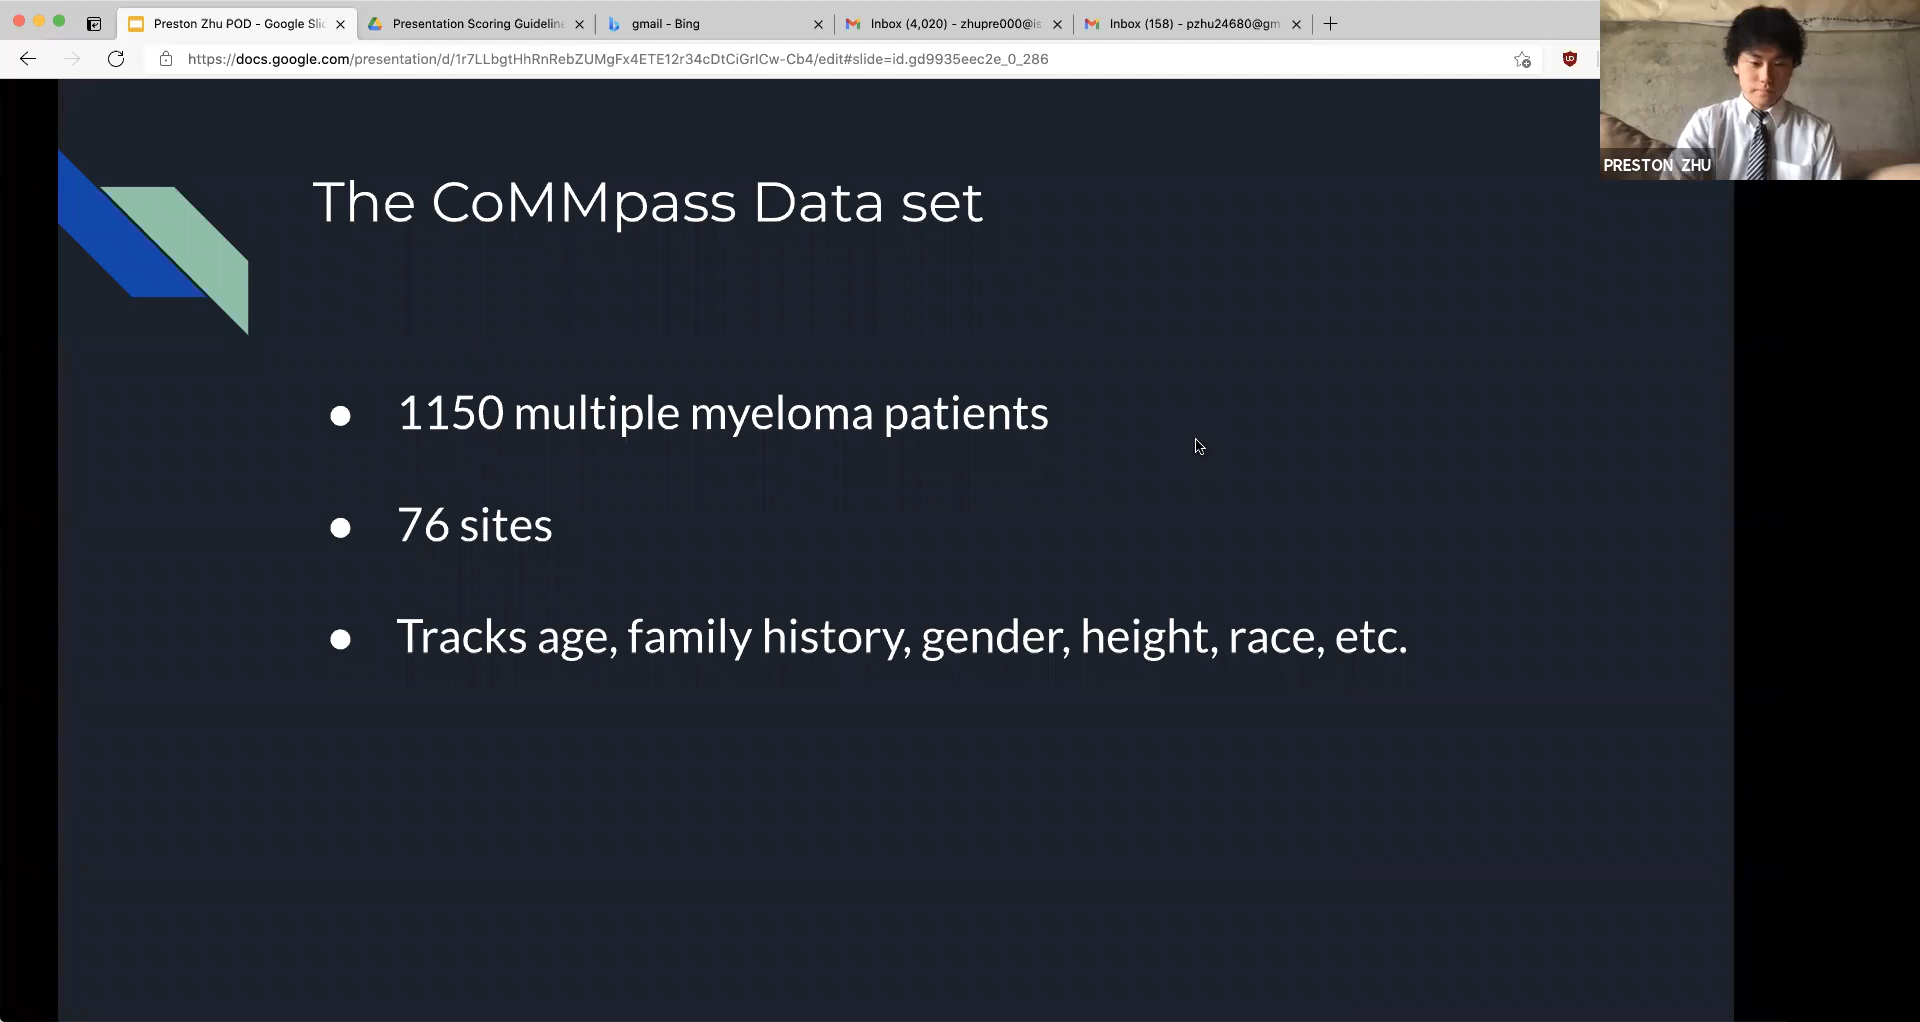 Preston Zhu POD - Google Slid
Presentation Scoring Guideline
gmail - Bing
Inbox (4,020) - zhupre000@is
Inbox (158) - pzhu24680@gm
https://docs.google.com/presentation/d/1r7LLbgtHhRnRebZUMgFx4ETE12r34cDtCiGrICw-Cb4/edit#slide=id.gd9935eec2e_0_286
PRESTON ZHU
The CoMMpass Data set
● 1150 multiple myeloma patients
● 76 sites
● Tracks age, family history, gender, height, race, etc.